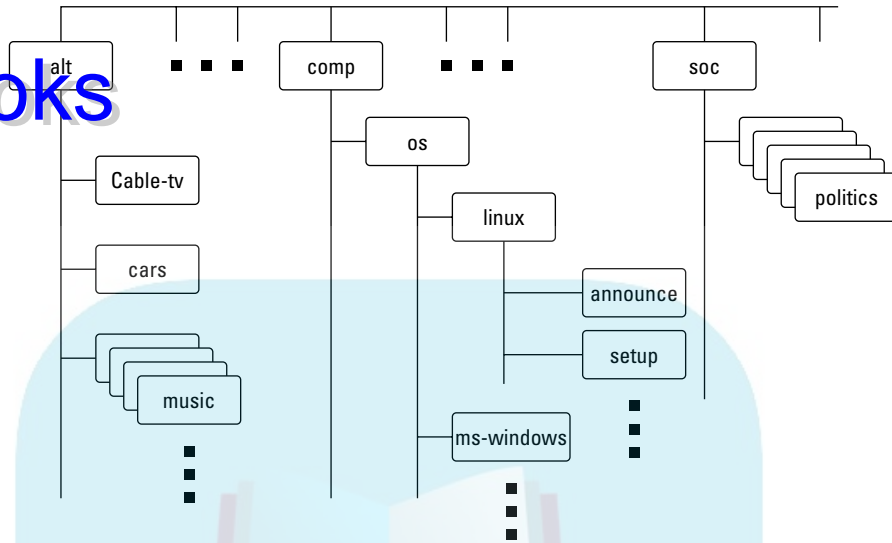 alt
comp
soc
oks
os
Cable-tv
politics
linux
cars
announce
setup
music
ms-windows